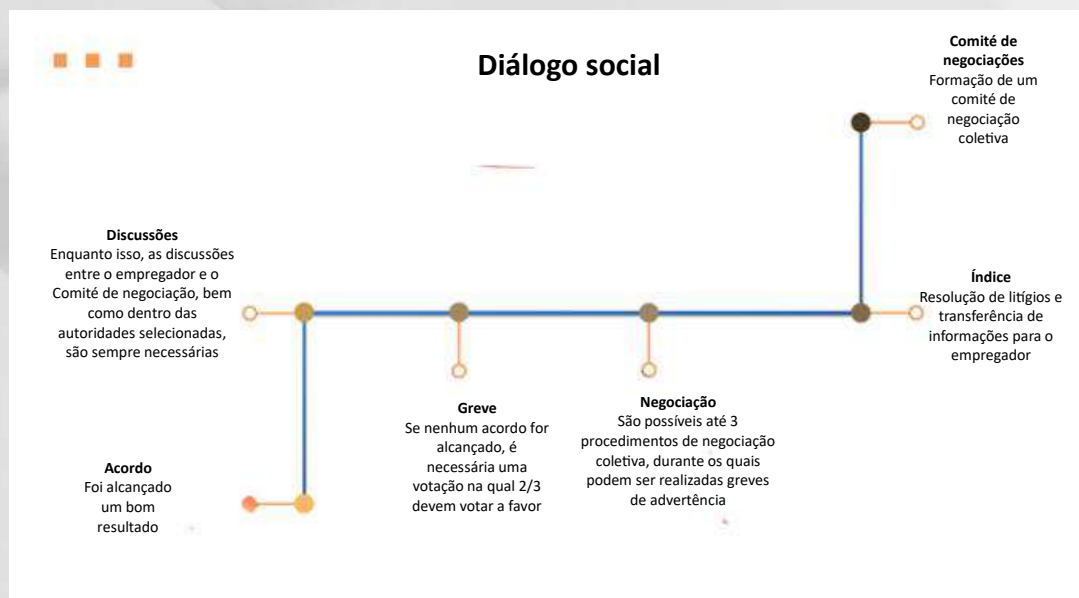 Diálogo social
Comité de
negociações
Formação de um
comité de
negociação
coletiva
Discussões
Enquanto isso, as discussões
entre o empregador e o
Comité de negociação, bem
como dentro das
autoridades selecionadas,
são sempre necessárias
Índice
Resolução de litígios e
transferência de
informações para o
empregador
Greve
Se nenhum acordo for
alcançado, é
necessária uma
votação na qual 2/3
devem votar a favor
Negociação
São possíveis até 3
procedimentos de negociação
coletiva, durante os quais
podem ser realizadas greves
de advertência
Acordo
Foi alcançado
um bom
resultado